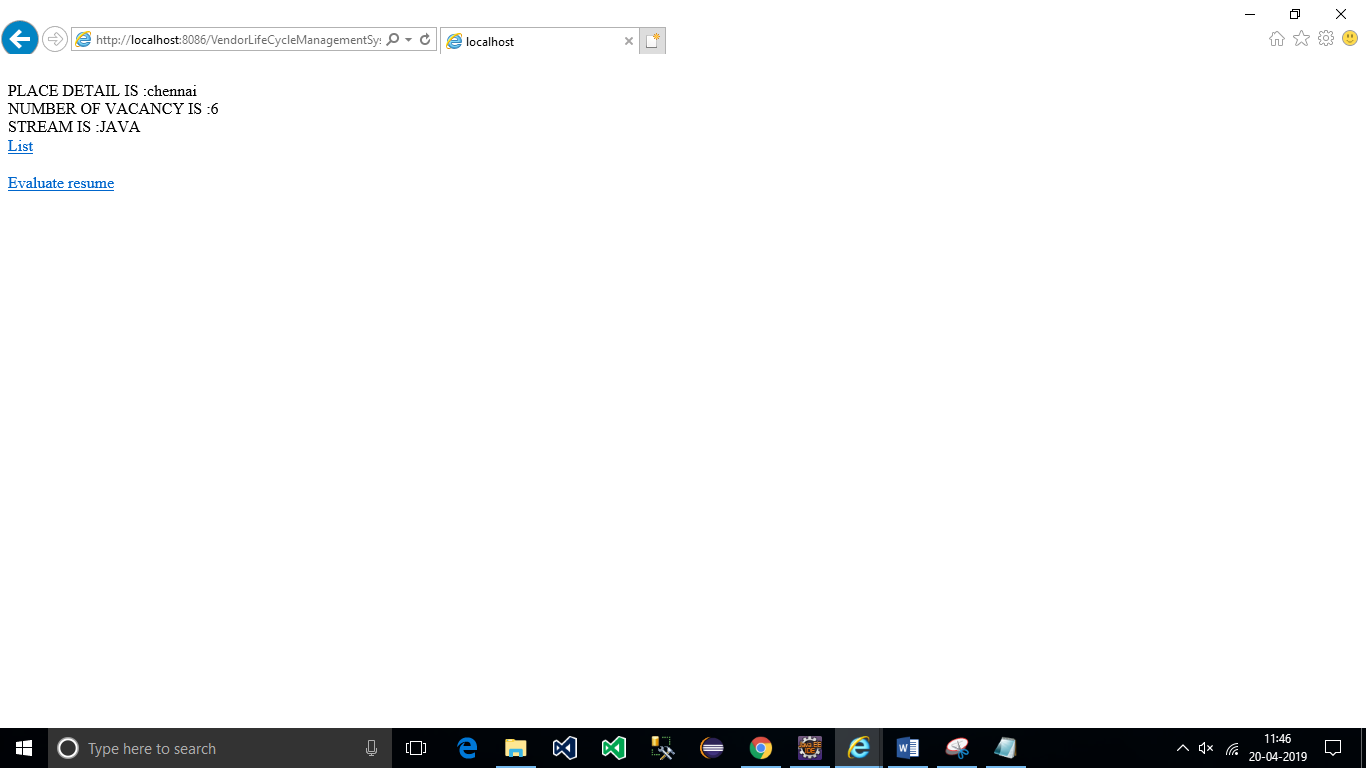 http://localhost:8086/VendorLifeCycleManagementSys
localhost
PLACE DETAIL IS :chennai
NUMBER OF VACANCY IS :6
STREAM IS :JAVA
List
Evaluate resume
Type here to search
11:46
20-04-2019